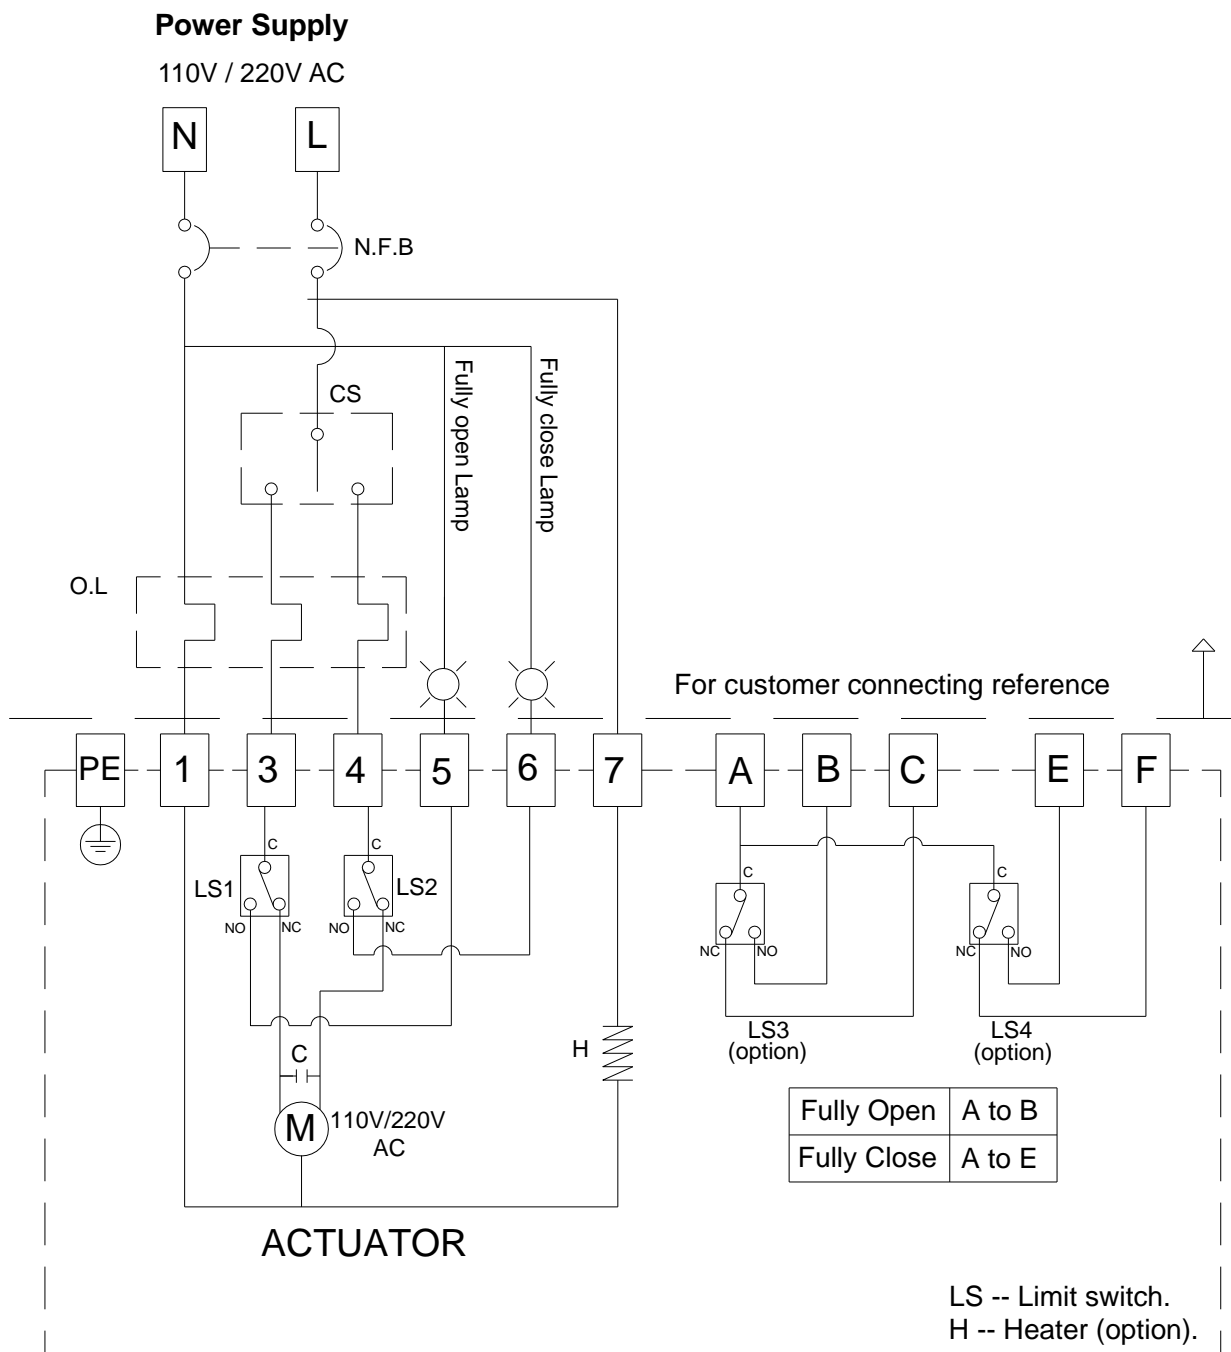 Power Supply
110V / 220V AC
N
L
N.F.B
CS
Fully open Lamp
Fully close Lamp
O.L
For customer connecting reference
PE
1
3
4
5
6
7
A
B
C
E
F
C
LS1
NO
NC
C
LS2
NO
NC
C
NC
NO
LS3
(option)
C
NC
NO
LS4
(option)
C
H
M
110V/220V
AC
Fully Open A to B
Fully Close A to E
ACTUATOR
LS -- Limit switch.
H -- Heater (option).